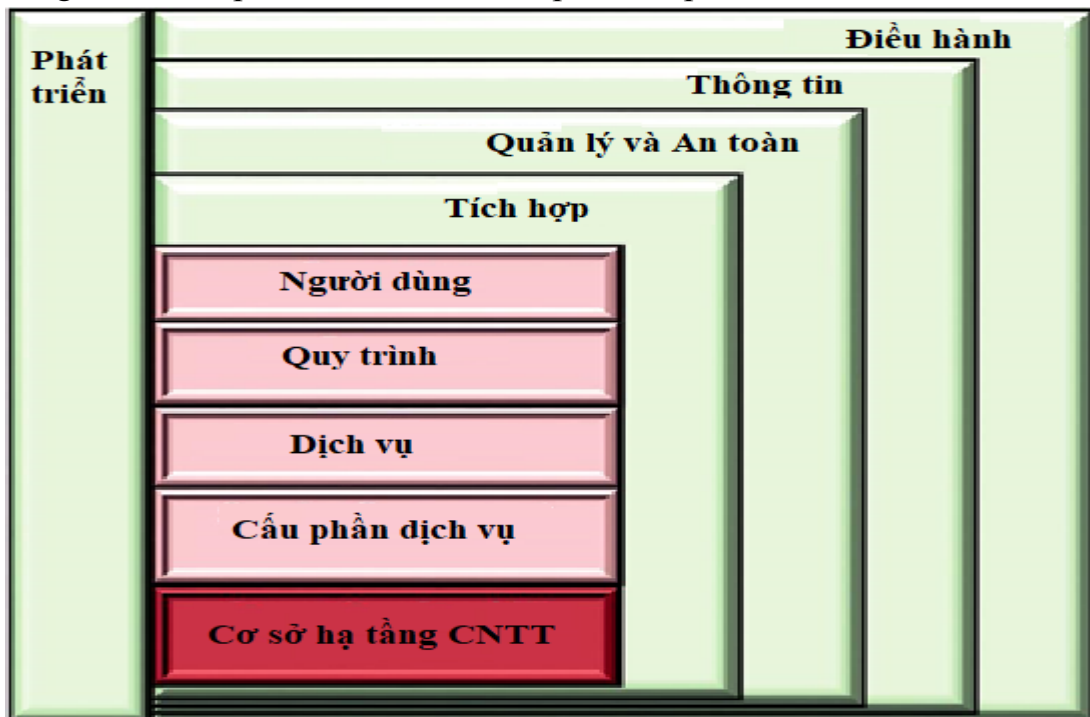 Phát
triển
Điều hành
Thông tin
Quản lý và An toàn
Tích hợp
Người dùng
Quy trình
Dịch vụ
Cấu phần dịch vụ
Cơ sở hạ tầng CNTT